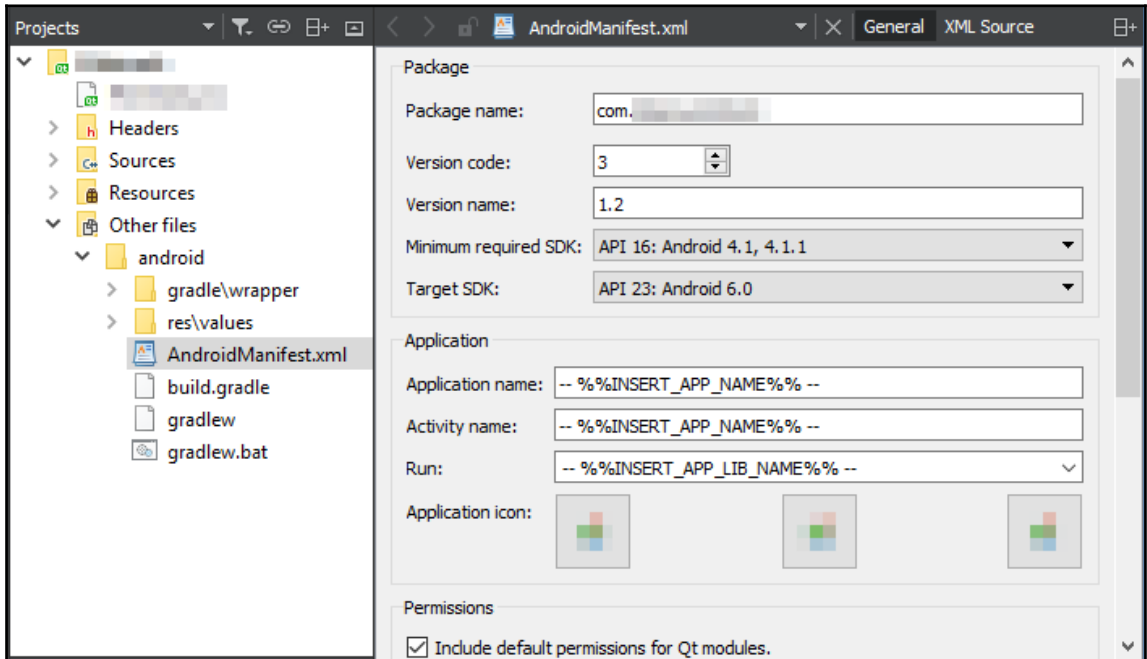 Projects
AndroidManifest.xml
General
XML Source
Headers
Sources
Resources
Other files
android
gradle\wrapper
res\values
AndroidManifest.xml
build.gradle
gradlew
gradlew.bat
Package
Package name: com.
Version code: 3
Version name: 1.2
Minimum required SDK: API 16: Android 4.1, 4.1.1
Target SDK: API 23: Android 6.0
Application
Application name: -- %%INSERT_APP_NAME%% --
Activity name: -- %%INSERT_APP_NAME%% --
Run: -- %%INSERT_APP_LIB_NAME%% --
Application icon:
Permissions
Include default permissions for Qt modules.